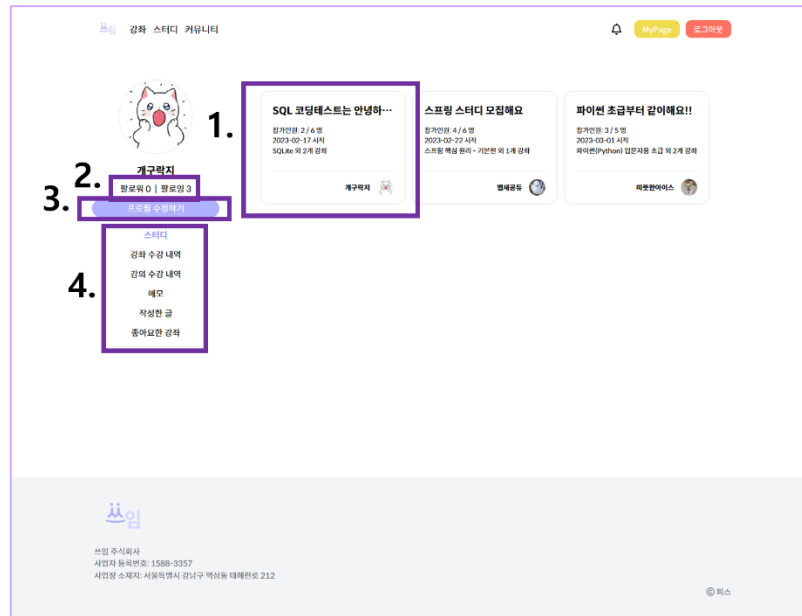 쓰임 강좌 스터디 커뮤니티
MyPage 로그아웃
1.
SQL 코딩테스트는 안녕하…
참가인원: 2 / 6 명
2023-02-17 시작
SQLite 외 2개 강좌
개구락지
스프링 스터디 모집해요
참가인원: 4 / 6 명
2023-02-22 시작
스프링 핵심 원리 - 기본편 외 1개 강좌
뱁새공듀
파이썬 초급부터 같이해요!!
참가인원: 3 / 5 명
2023-03-01 시작
파이썬(Python) 입문자용 초급 외 2개 강좌
따뜻한아이스
개구락지
2.
팔로워 0 | 팔로잉 3
3.
프로필 수정하기
4.
스터디
강좌 수강 내역
강의 수강 내역
메모
작성한 글
좋아요한 강좌
쓰임
쓰임 주식회사
사업자 등록번호: 1588-3357
사업장 소재지: 서울특별시 강남구 역삼동 테헤란로 212
© 피스